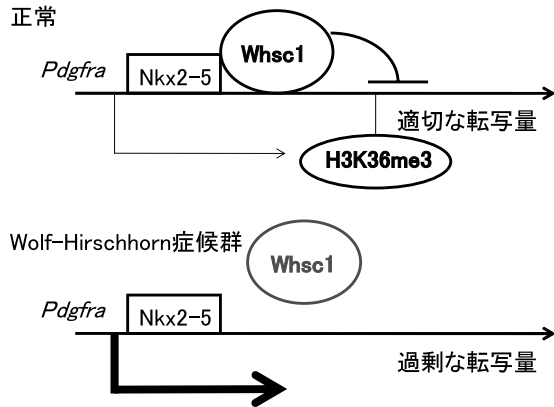 正常
Whsc1
Pdgfra
Nkx2-5
適切な転写量
H3K36me3
Wolf-Hirschhorn症候群
Whsc1
Pdgfra
Nkx2-5
過剰な転写量